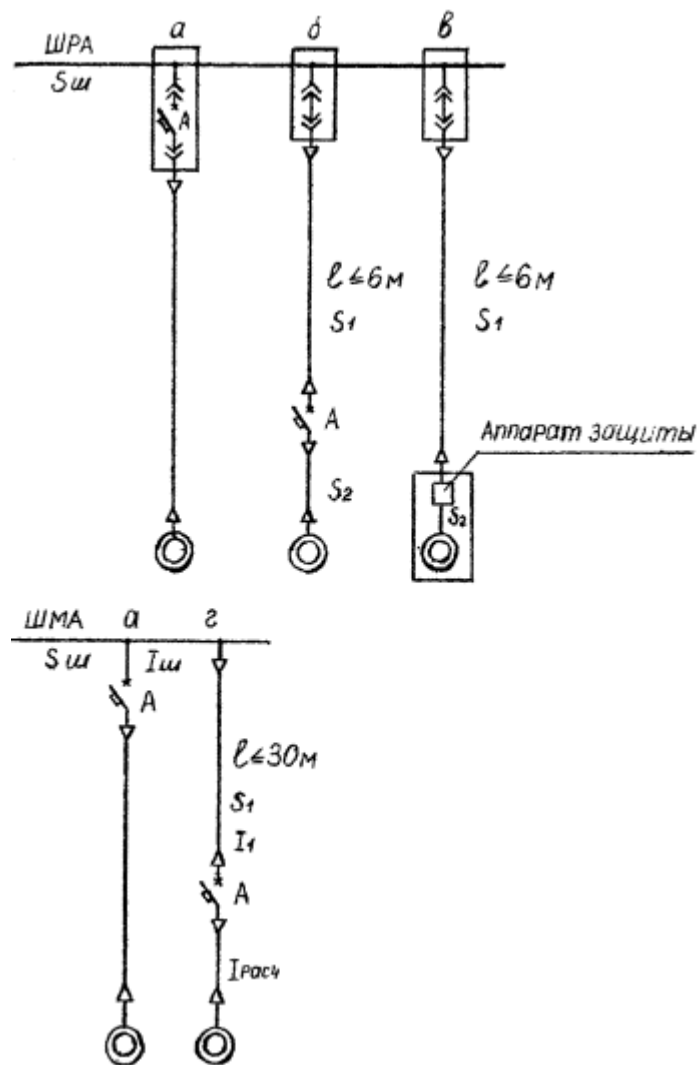 ШРА
а
б
в
Sш
А
ℓ≤6м
S1
ℓ≤6м
S1
А
Аппарат защиты
S2
S2
ШМА
а
г
Sш
Iш
А
ℓ≤30м
S1
I1
А
Iрасч